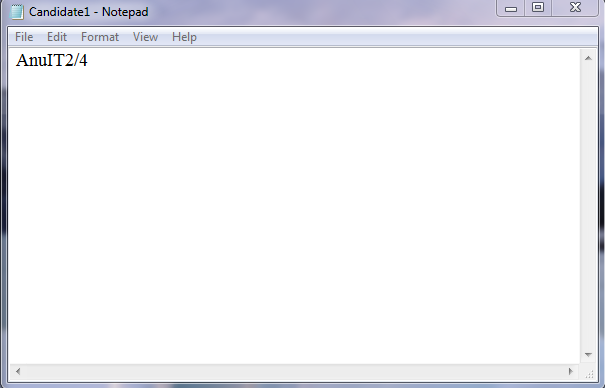 Candidate1 - Notepad
File Edit Format View Help
AnuIT2/4